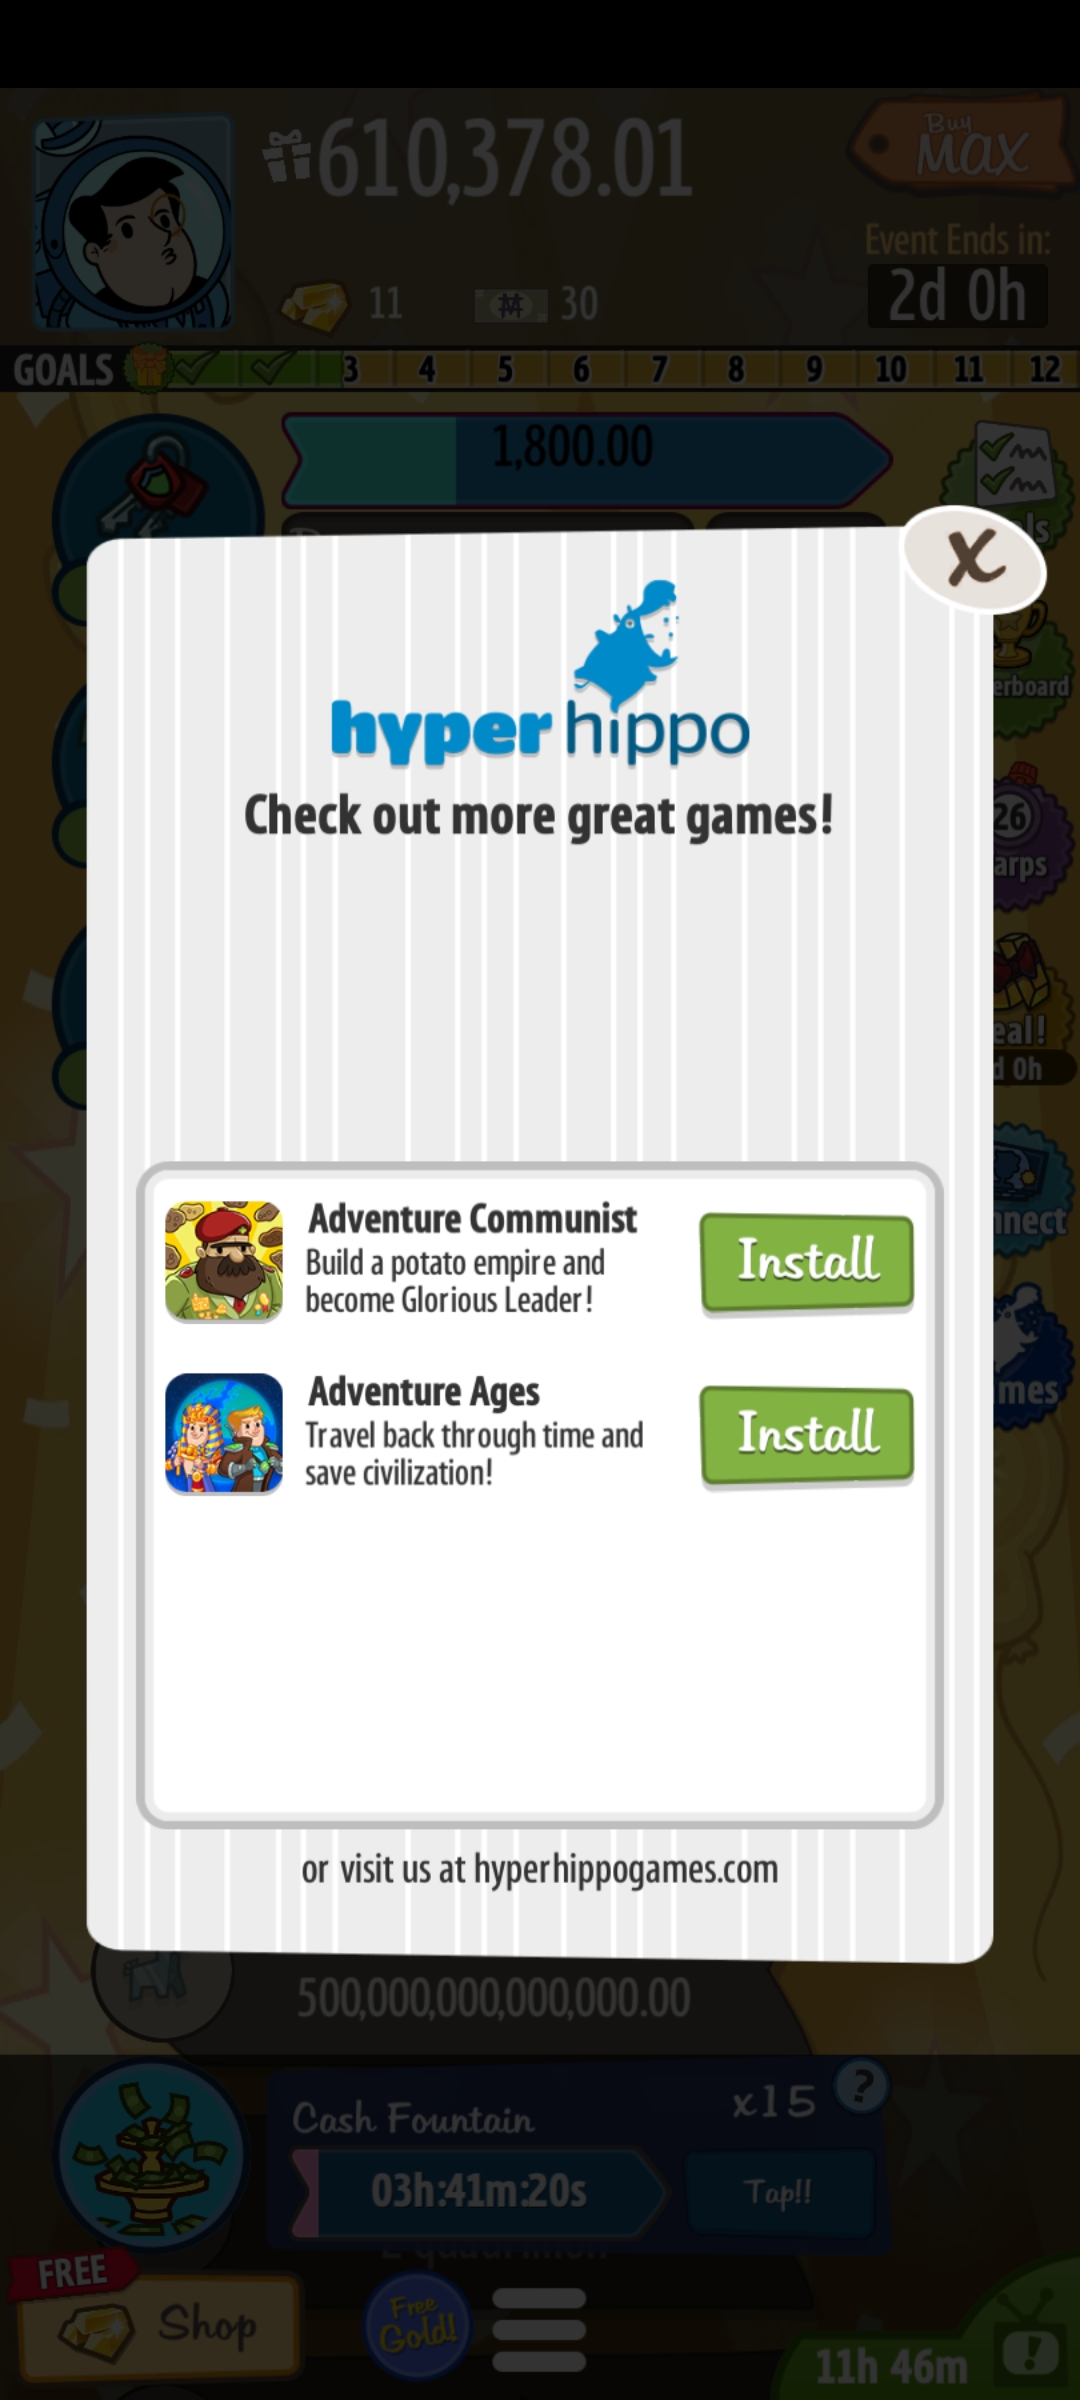 610,378.01
Buy
MAX
Event Ends in:
11
30
2d 0h
GOALS
3 4 5 6 7 8 9 10 11 12
1,800.00
x
hyper hippo
erboard
Check out more great games!
26
arps
eal!
d 0h
Adventure Communist
Build a potato empire and
become Glorious Leader!
Install
nnect
Adventure Ages
Travel back through time and
save civilization!
Install
mes
or visit us at hyperhippogames.com
500,000,000,000,000.00
Cash Fountain
x15
?
03h:41m:20s
Tap!!
FREE
Shop
Free
Gold!
11h 46m
!